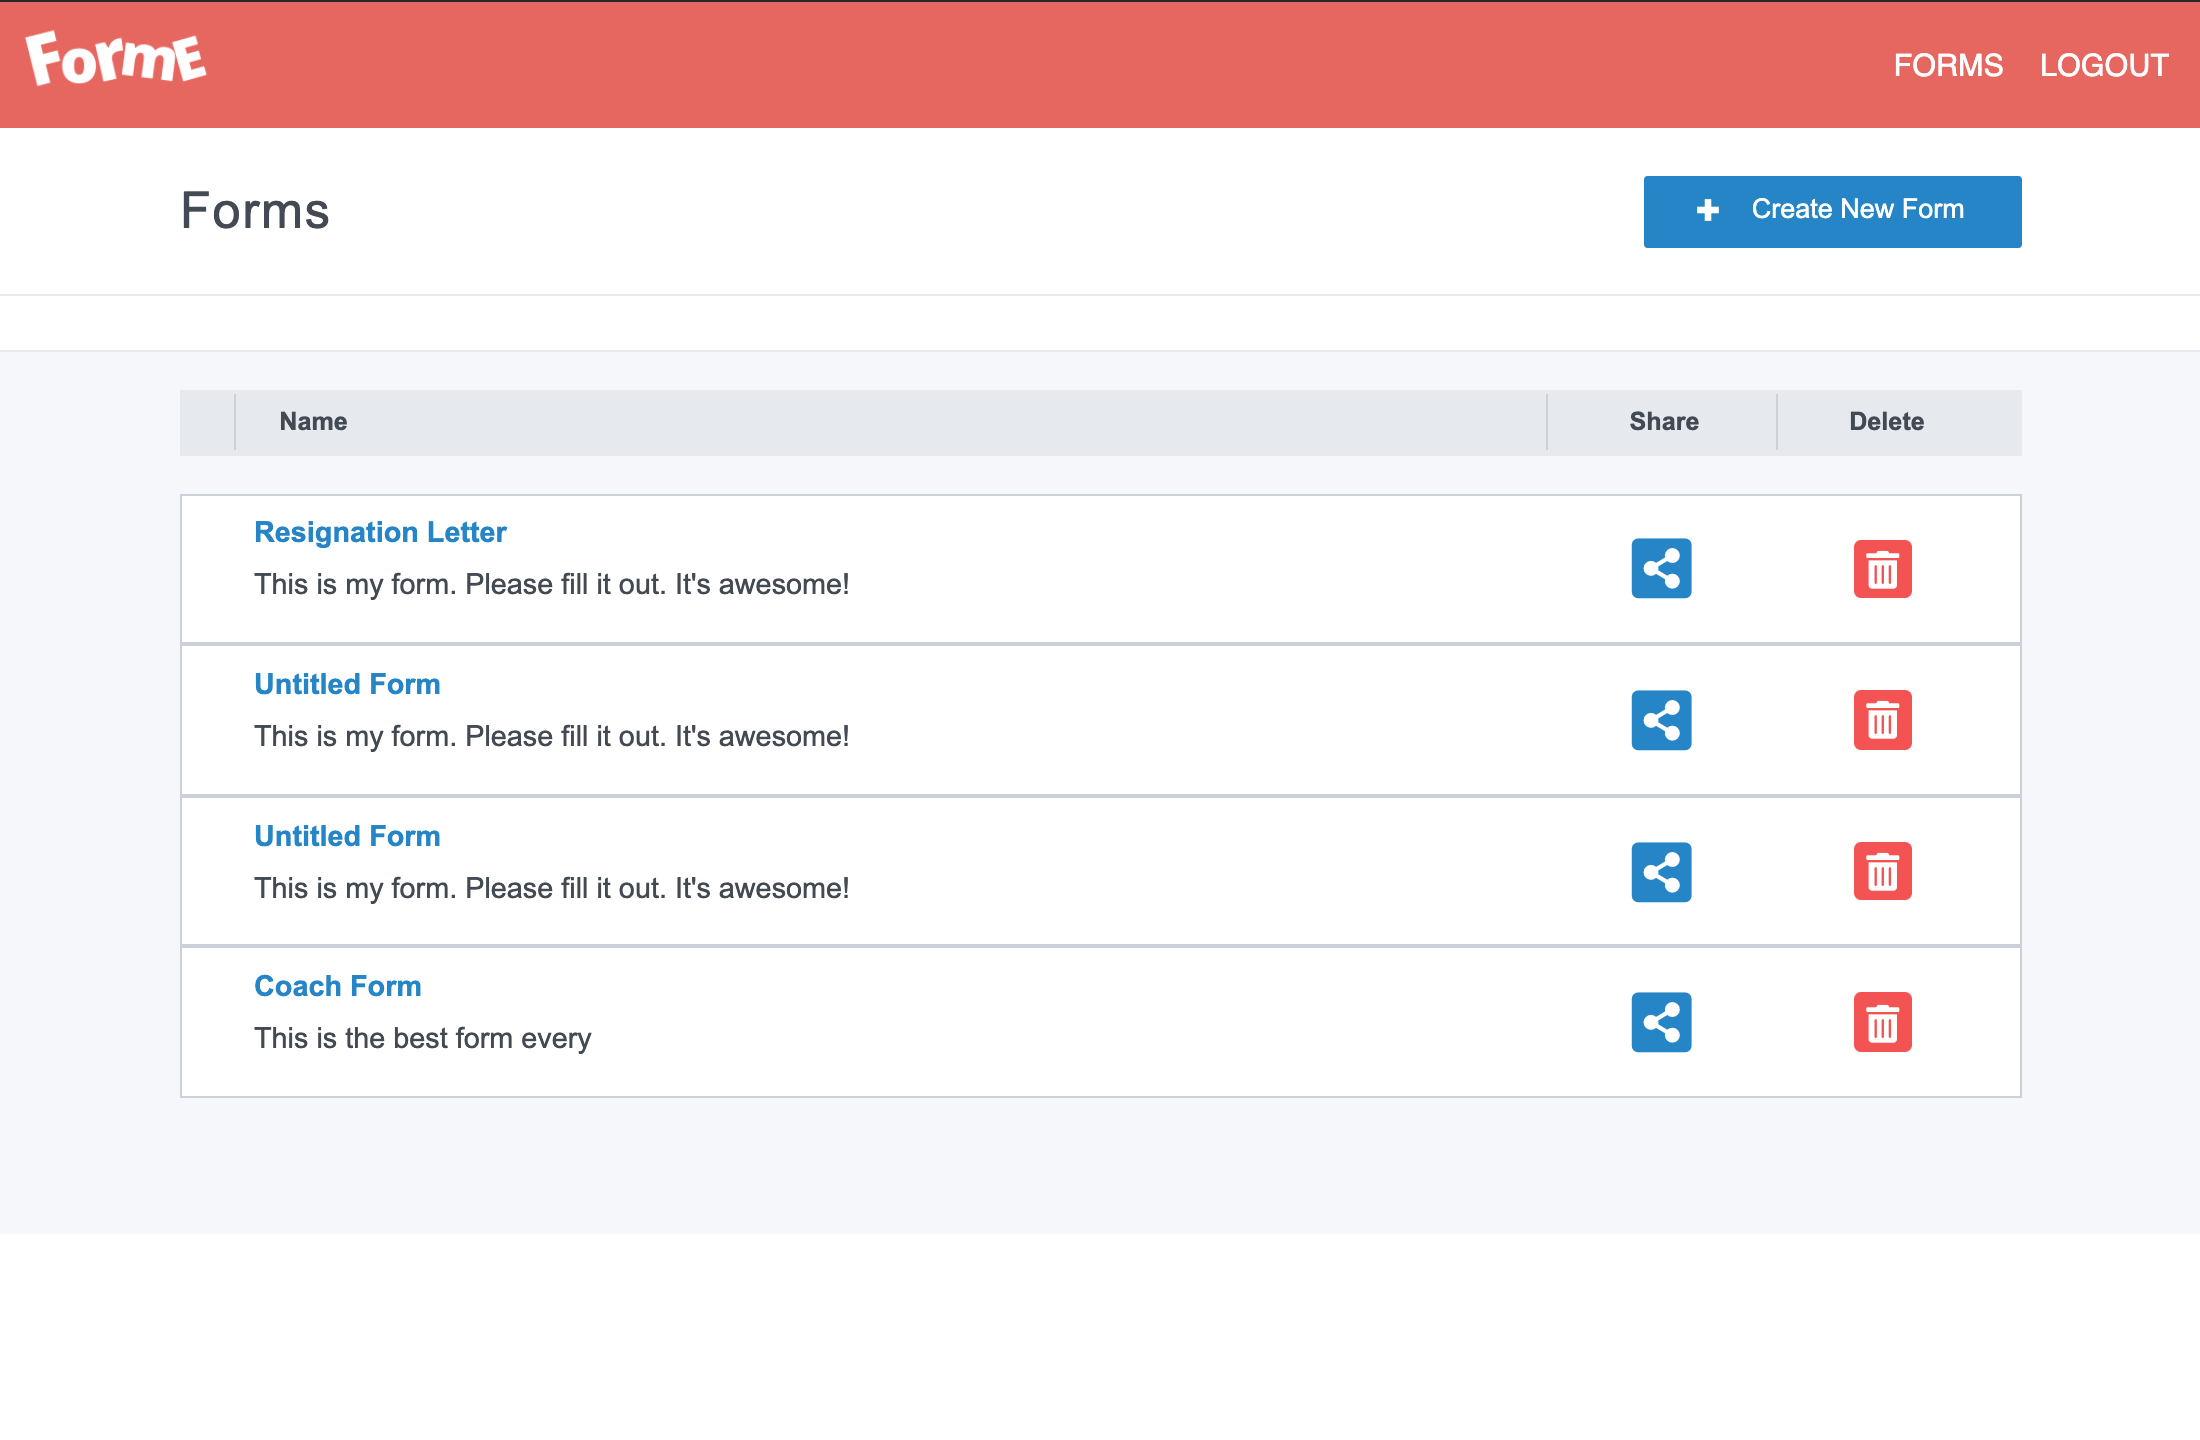 FormE
FORMS LOGOUT
Forms
Create New Form
Name Share Delete
Resignation Letter
This is my form. Please fill it out. It's awesome!
Untitled Form
This is my form. Please fill it out. It's awesome!
Untitled Form
This is my form. Please fill it out. It's awesome!
Coach Form
This is the best form every